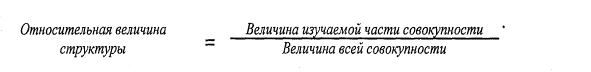 Относительная величина
структуры
=
Величина изучаемой части совокупности
Величина всей совокупности